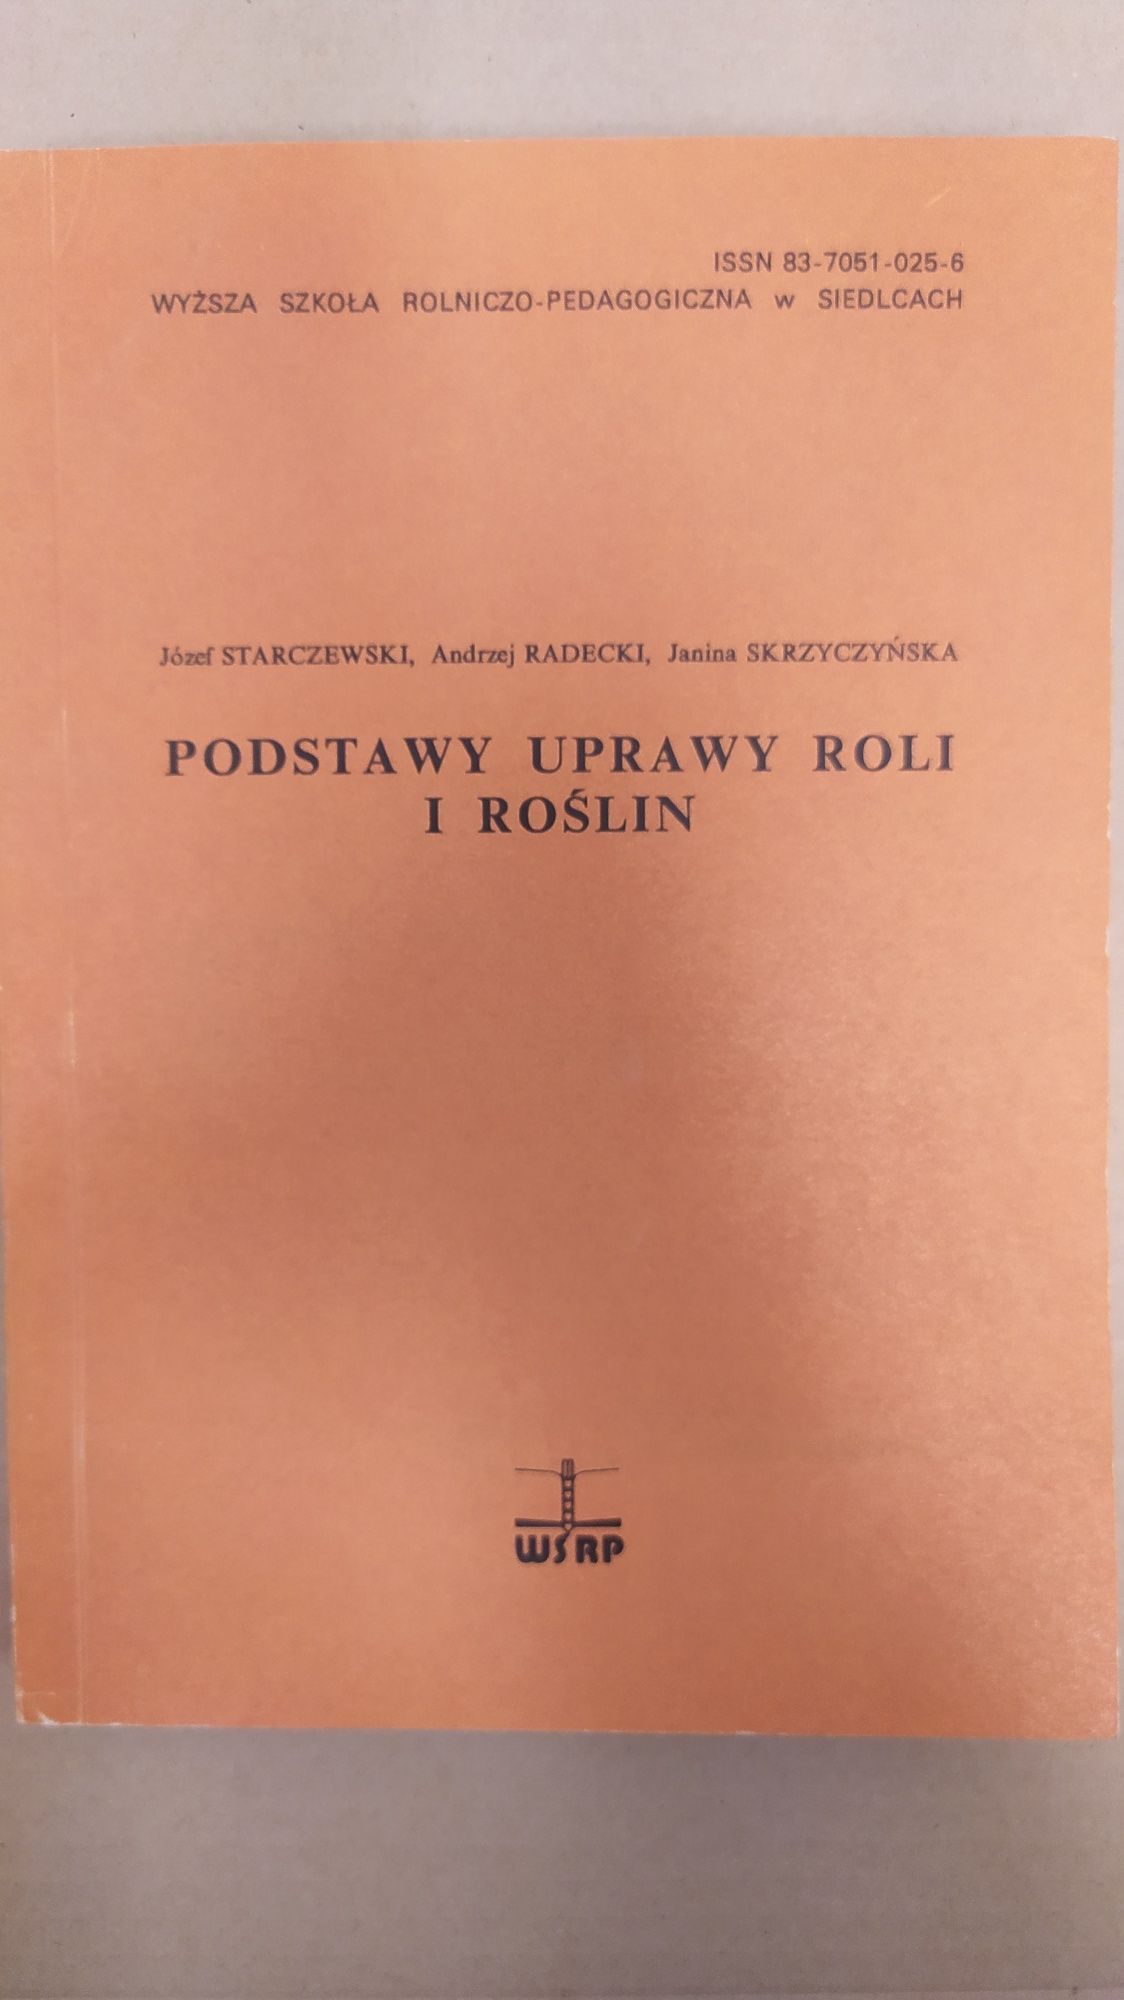 ISSN 83-7051-025-6
WYŻSZA SZKOŁA ROLNICZO-PEDAGOGICZNA w SIEDLCACH
Józef STARCZEWSKI, Andrzej RADECKI, Janina SKRZYCZYŃSKA
PODSTAWY UPRAWY ROLI
I ROŚLIN
WSRP